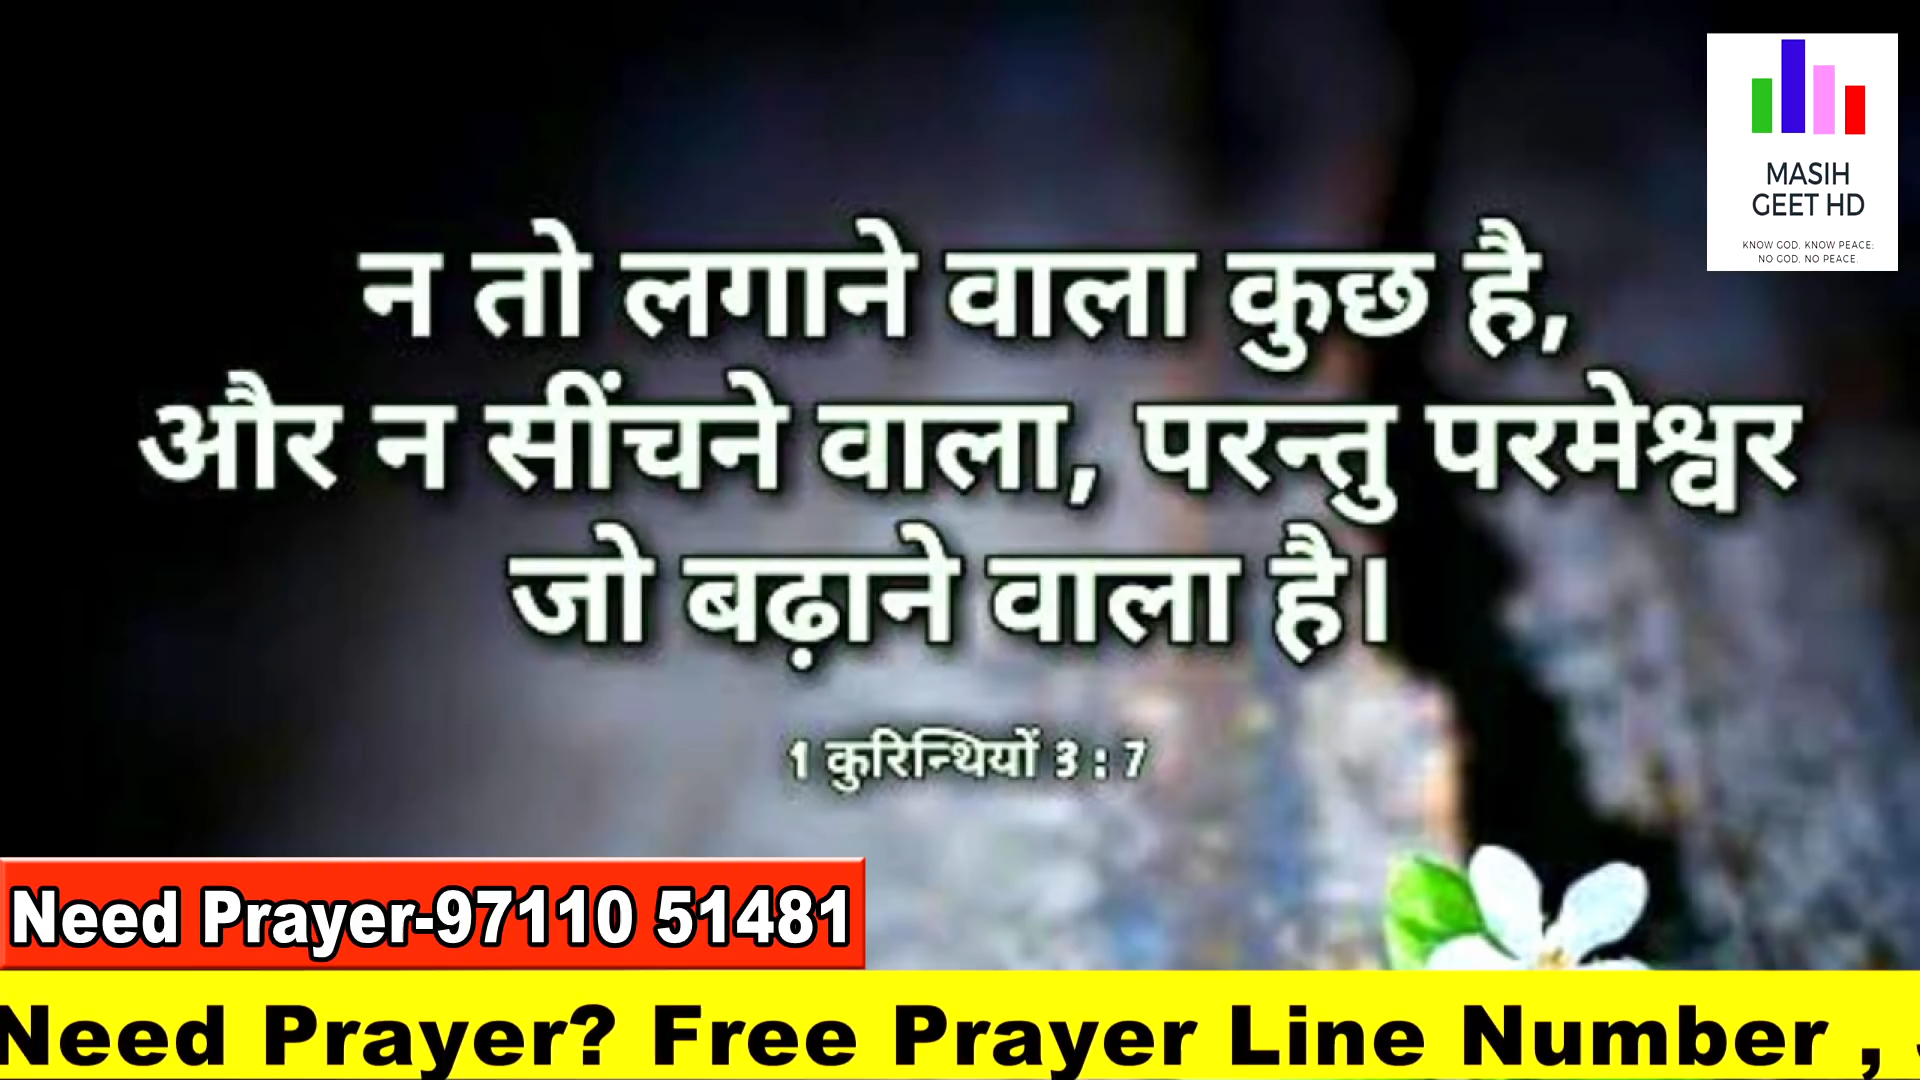 MASIH
GEET HD
KNOW GOD, KNOW PEACE;
NO GOD, NO PEACE.
न तो लगाने वाला कुछ है,
और न सींचने वाला, परन्तु परमेश्वर
जो बढ़ाने वाला है।
1 कुरिन्थियों 3 : 7
Need Prayer-97110 51481
Need Prayer? Free Prayer Line Number ,